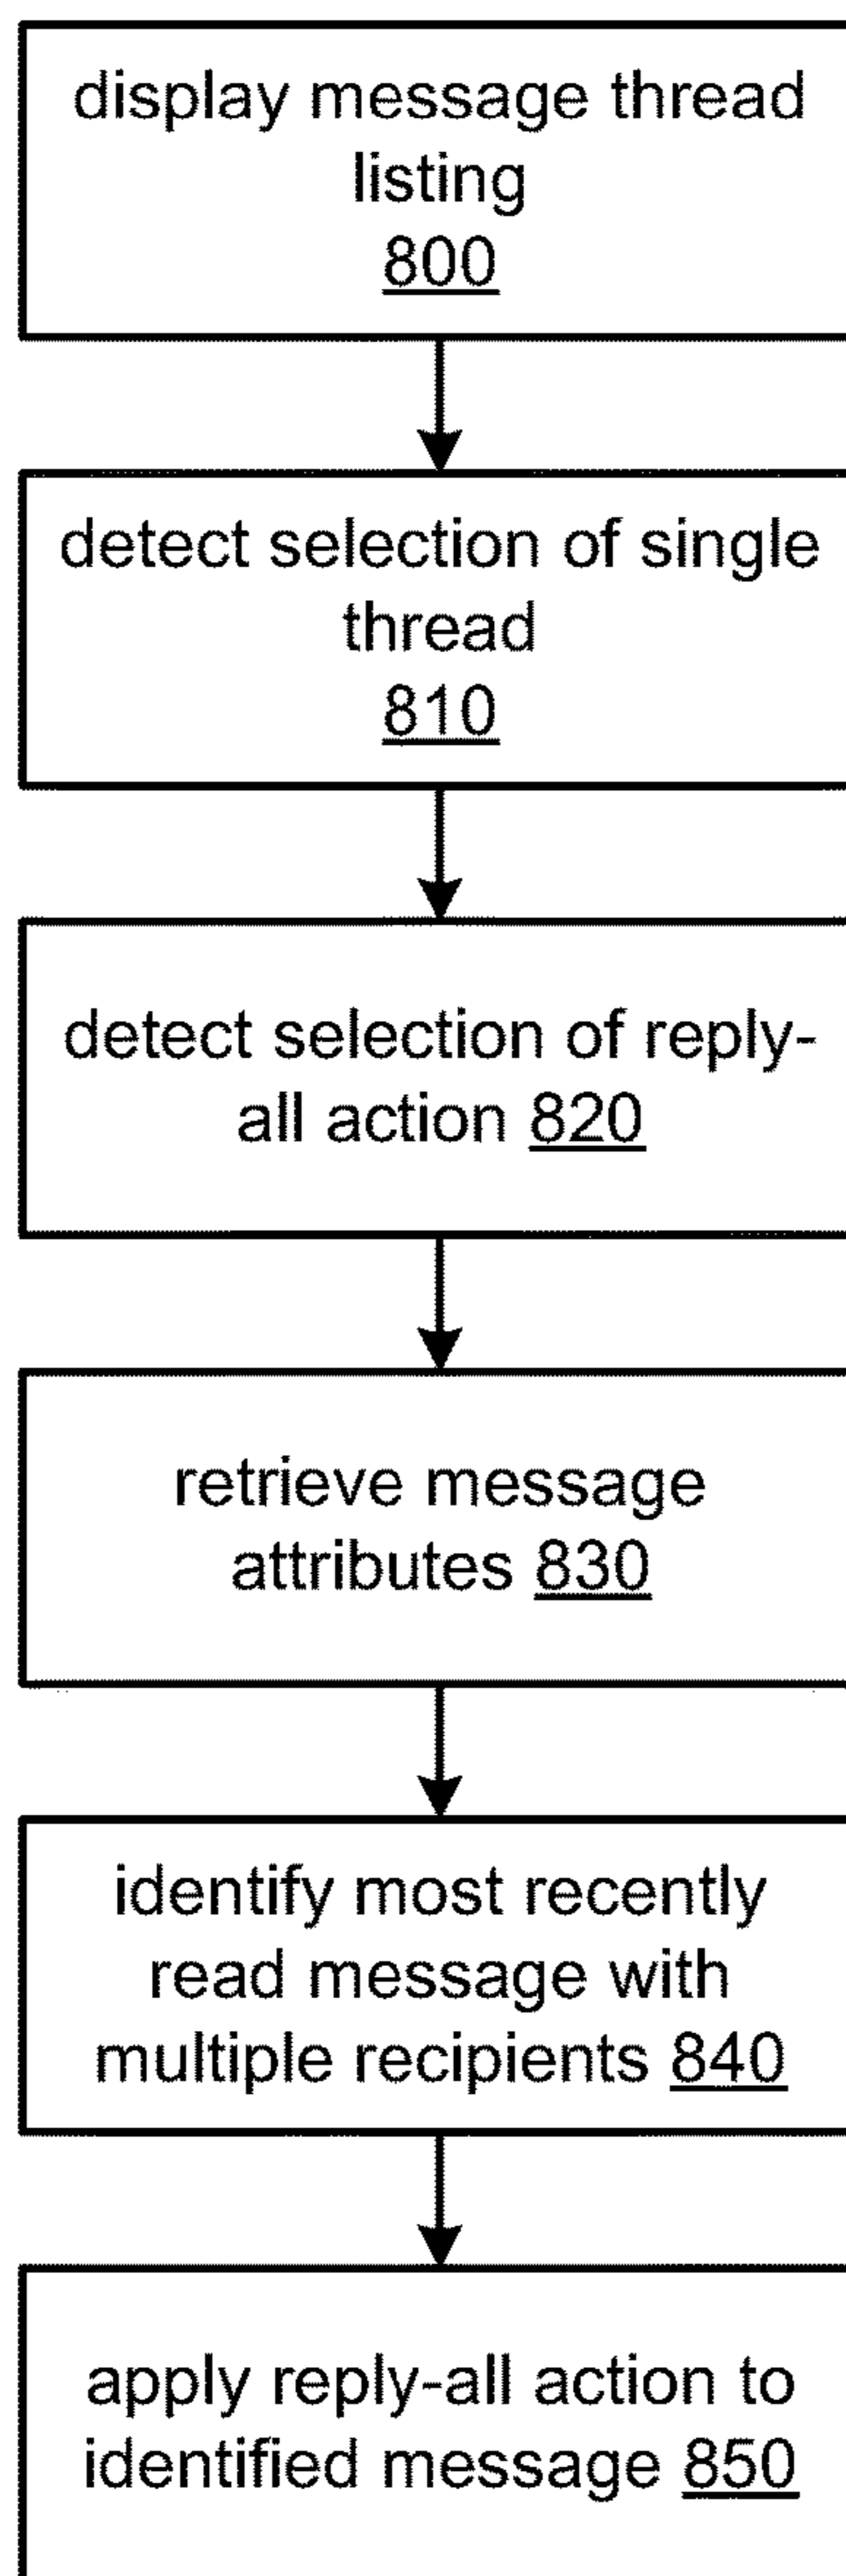 display message thread
listing
800
detect selection of single
thread
810
detect selection of reply-
all action 820
retrieve message
attributes 830
identify most recently
read message with
multiple recipients 840
apply reply-all action to
identified message 850